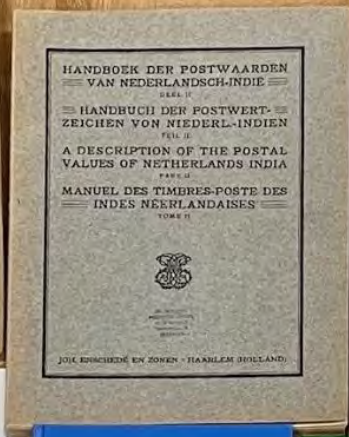 HANDBOEK DER POSTWAARDEN
VAN NEDERLANDSCH-INDIË
DEEL II
HANDBUCH DER POSTWERT-
ZEICHEN VON NIEDERL.-INDIEN
TEIL II
A DESCRIPTION OF THE POSTAL
VALUES OF NETHERLANDS INDIA
PART II
MANUEL DES TIMBRES-POSTE DES
INDES NÉERLANDAISES
TOME II
JOH. ENSCHEDÉ EN ZONEN - HAARLEM (HOLLAND)